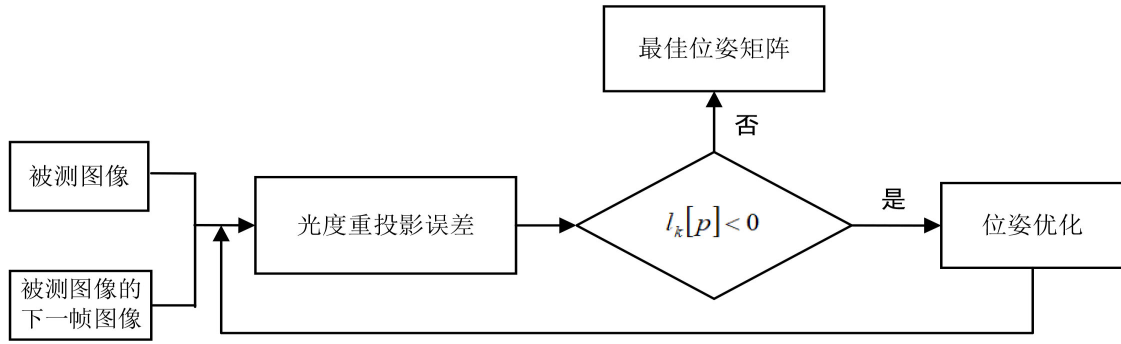 最佳位姿矩阵
否
被测图像
光度重投影误差
l_k[p]<0
是
位姿优化
被测图像的
下一帧图像